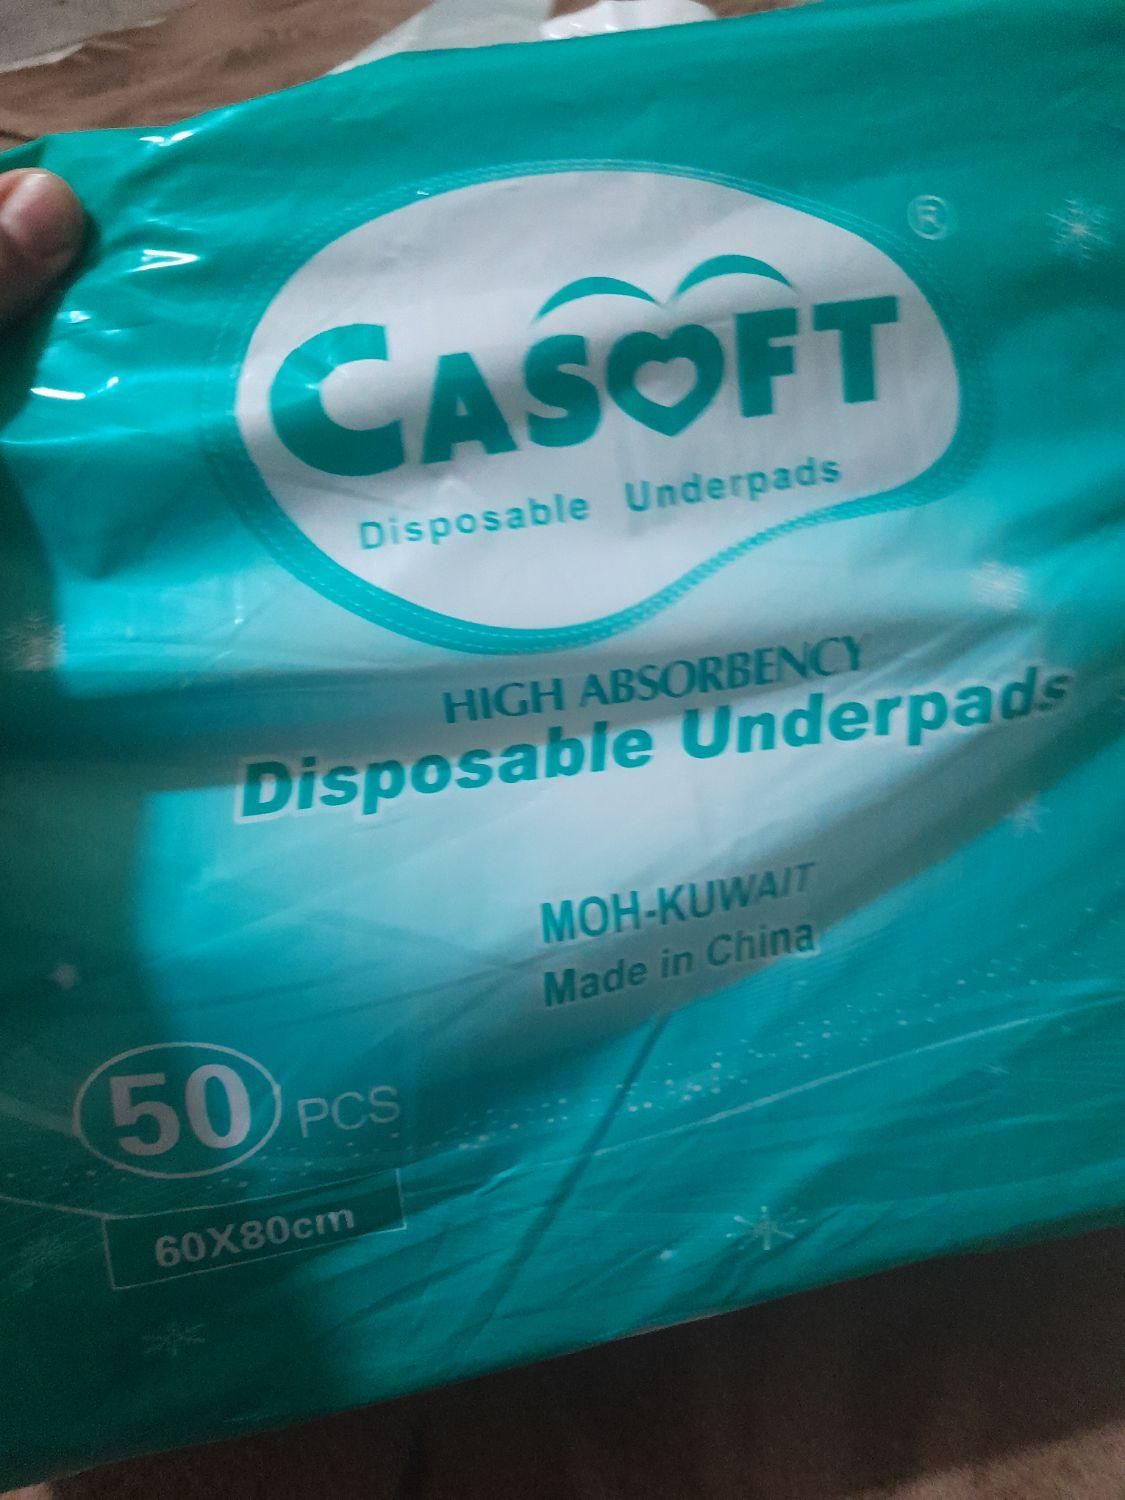 CASOFT ®
Disposable Underpads
HIGH ABSORBENCY
Disposable Underpads
MOH-KUWAIT
Made in China
50 PCS
60X80cm